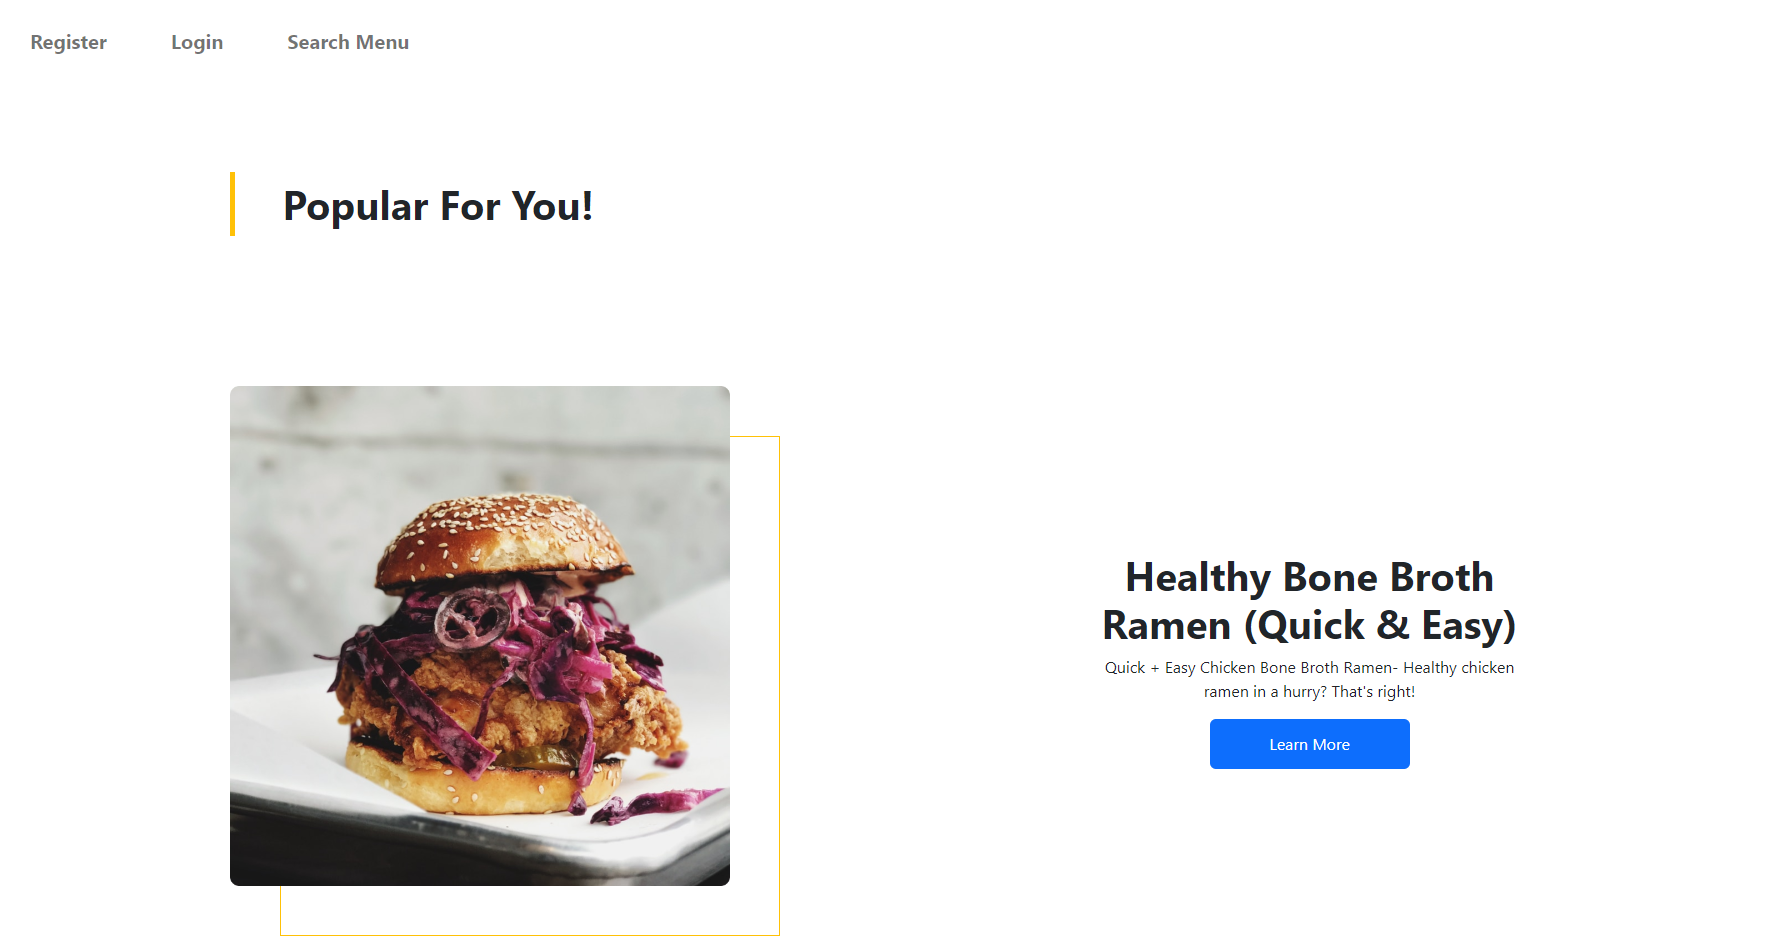 Register Login Search Menu
Popular For You!
Healthy Bone Broth
Ramen (Quick & Easy)
Quick + Easy Chicken Bone Broth Ramen- Healthy chicken
ramen in a hurry? That's right!
Learn More